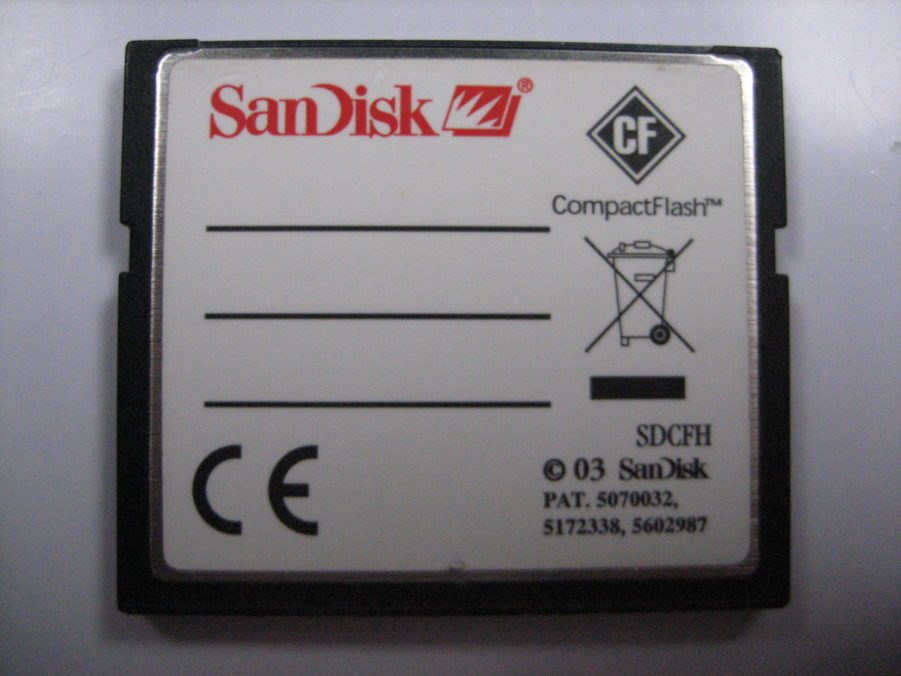 SanDisk®
CF
CompactFlash™
CE
SDCFH
© 03 SanDisk
PAT. 5070032,
5172338, 5602987